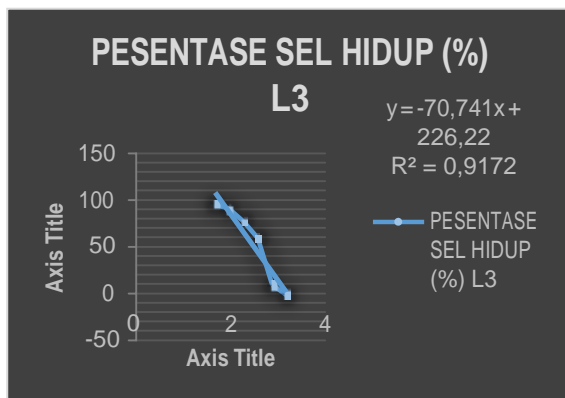 PESENTASE SEL HIDUP (%)
L3
y = -70,741x +
226,22
R² = 0,9172
150
100
50
0
-50
0
2
4
Axis Title
Axis Title
PESENTASE
SEL HIDUP
(%) L3